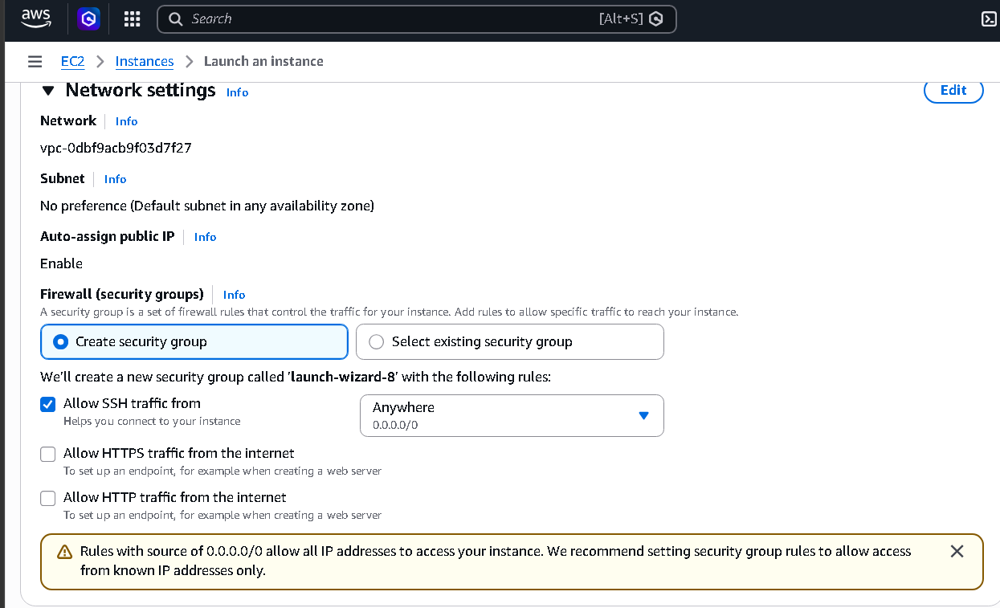 aws
Search [Alt+S]
EC2 Instances Launch an instance
Network settings Info Edit
Network Info
vpc-0dbf9acb9f03d7f27
Subnet Info
No preference (Default subnet in any availability zone)
Auto-assign public IP Info
Enable
Firewall (security groups) Info
A security group is a set of firewall rules that control the traffic for your instance. Add rules to allow specific traffic to reach your instance.
Create security group Select existing security group
We'll create a new security group called 'launch-wizard-8' with the following rules:
Allow SSH traffic from Anywhere
Helps you connect to your instance 0.0.0.0/0
Allow HTTPS traffic from the internet
To set up an endpoint, for example when creating a web server
Allow HTTP traffic from the internet
To set up an endpoint, for example when creating a web server
Rules with source of 0.0.0.0/0 allow all IP addresses to access your instance. We recommend setting security group rules to allow access
from known IP addresses only.